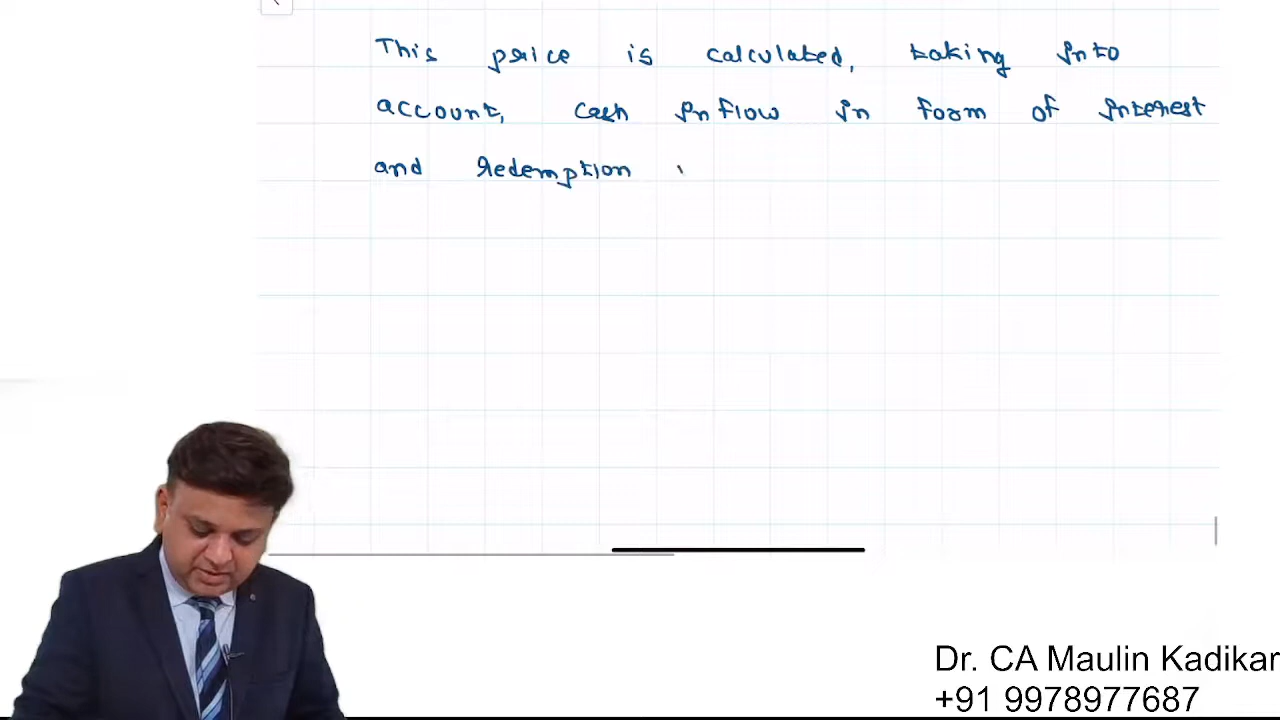 This price is calculated, taking into
account, cash inflow in form of interest
and redemption
Dr. CA Maulin Kadikar
+91 9978977687